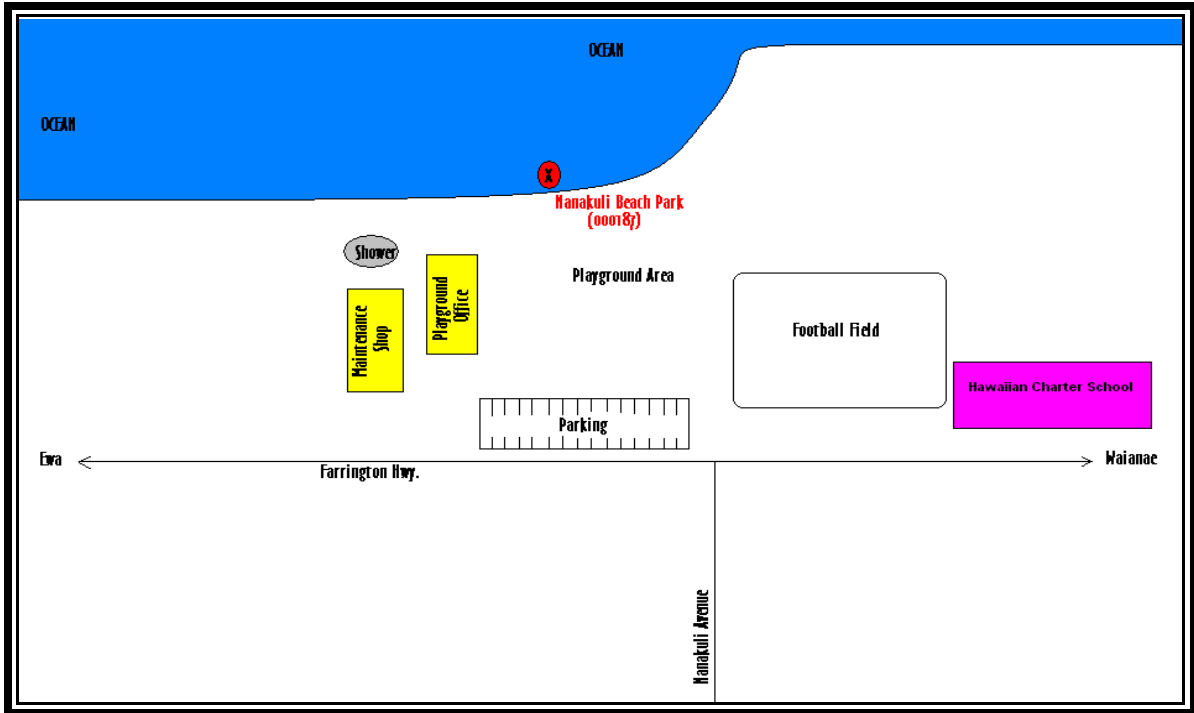 OCEAN
OCEAN
X
Nanakuli Beach Park
(000187)
Shower
Playground Area
Playground
Office
Maintenance
Shop
Football Field
Hawaiian Charter School
Parking
Ewa
Waianae
Farrington Hwy.
Nanakuli Avenue